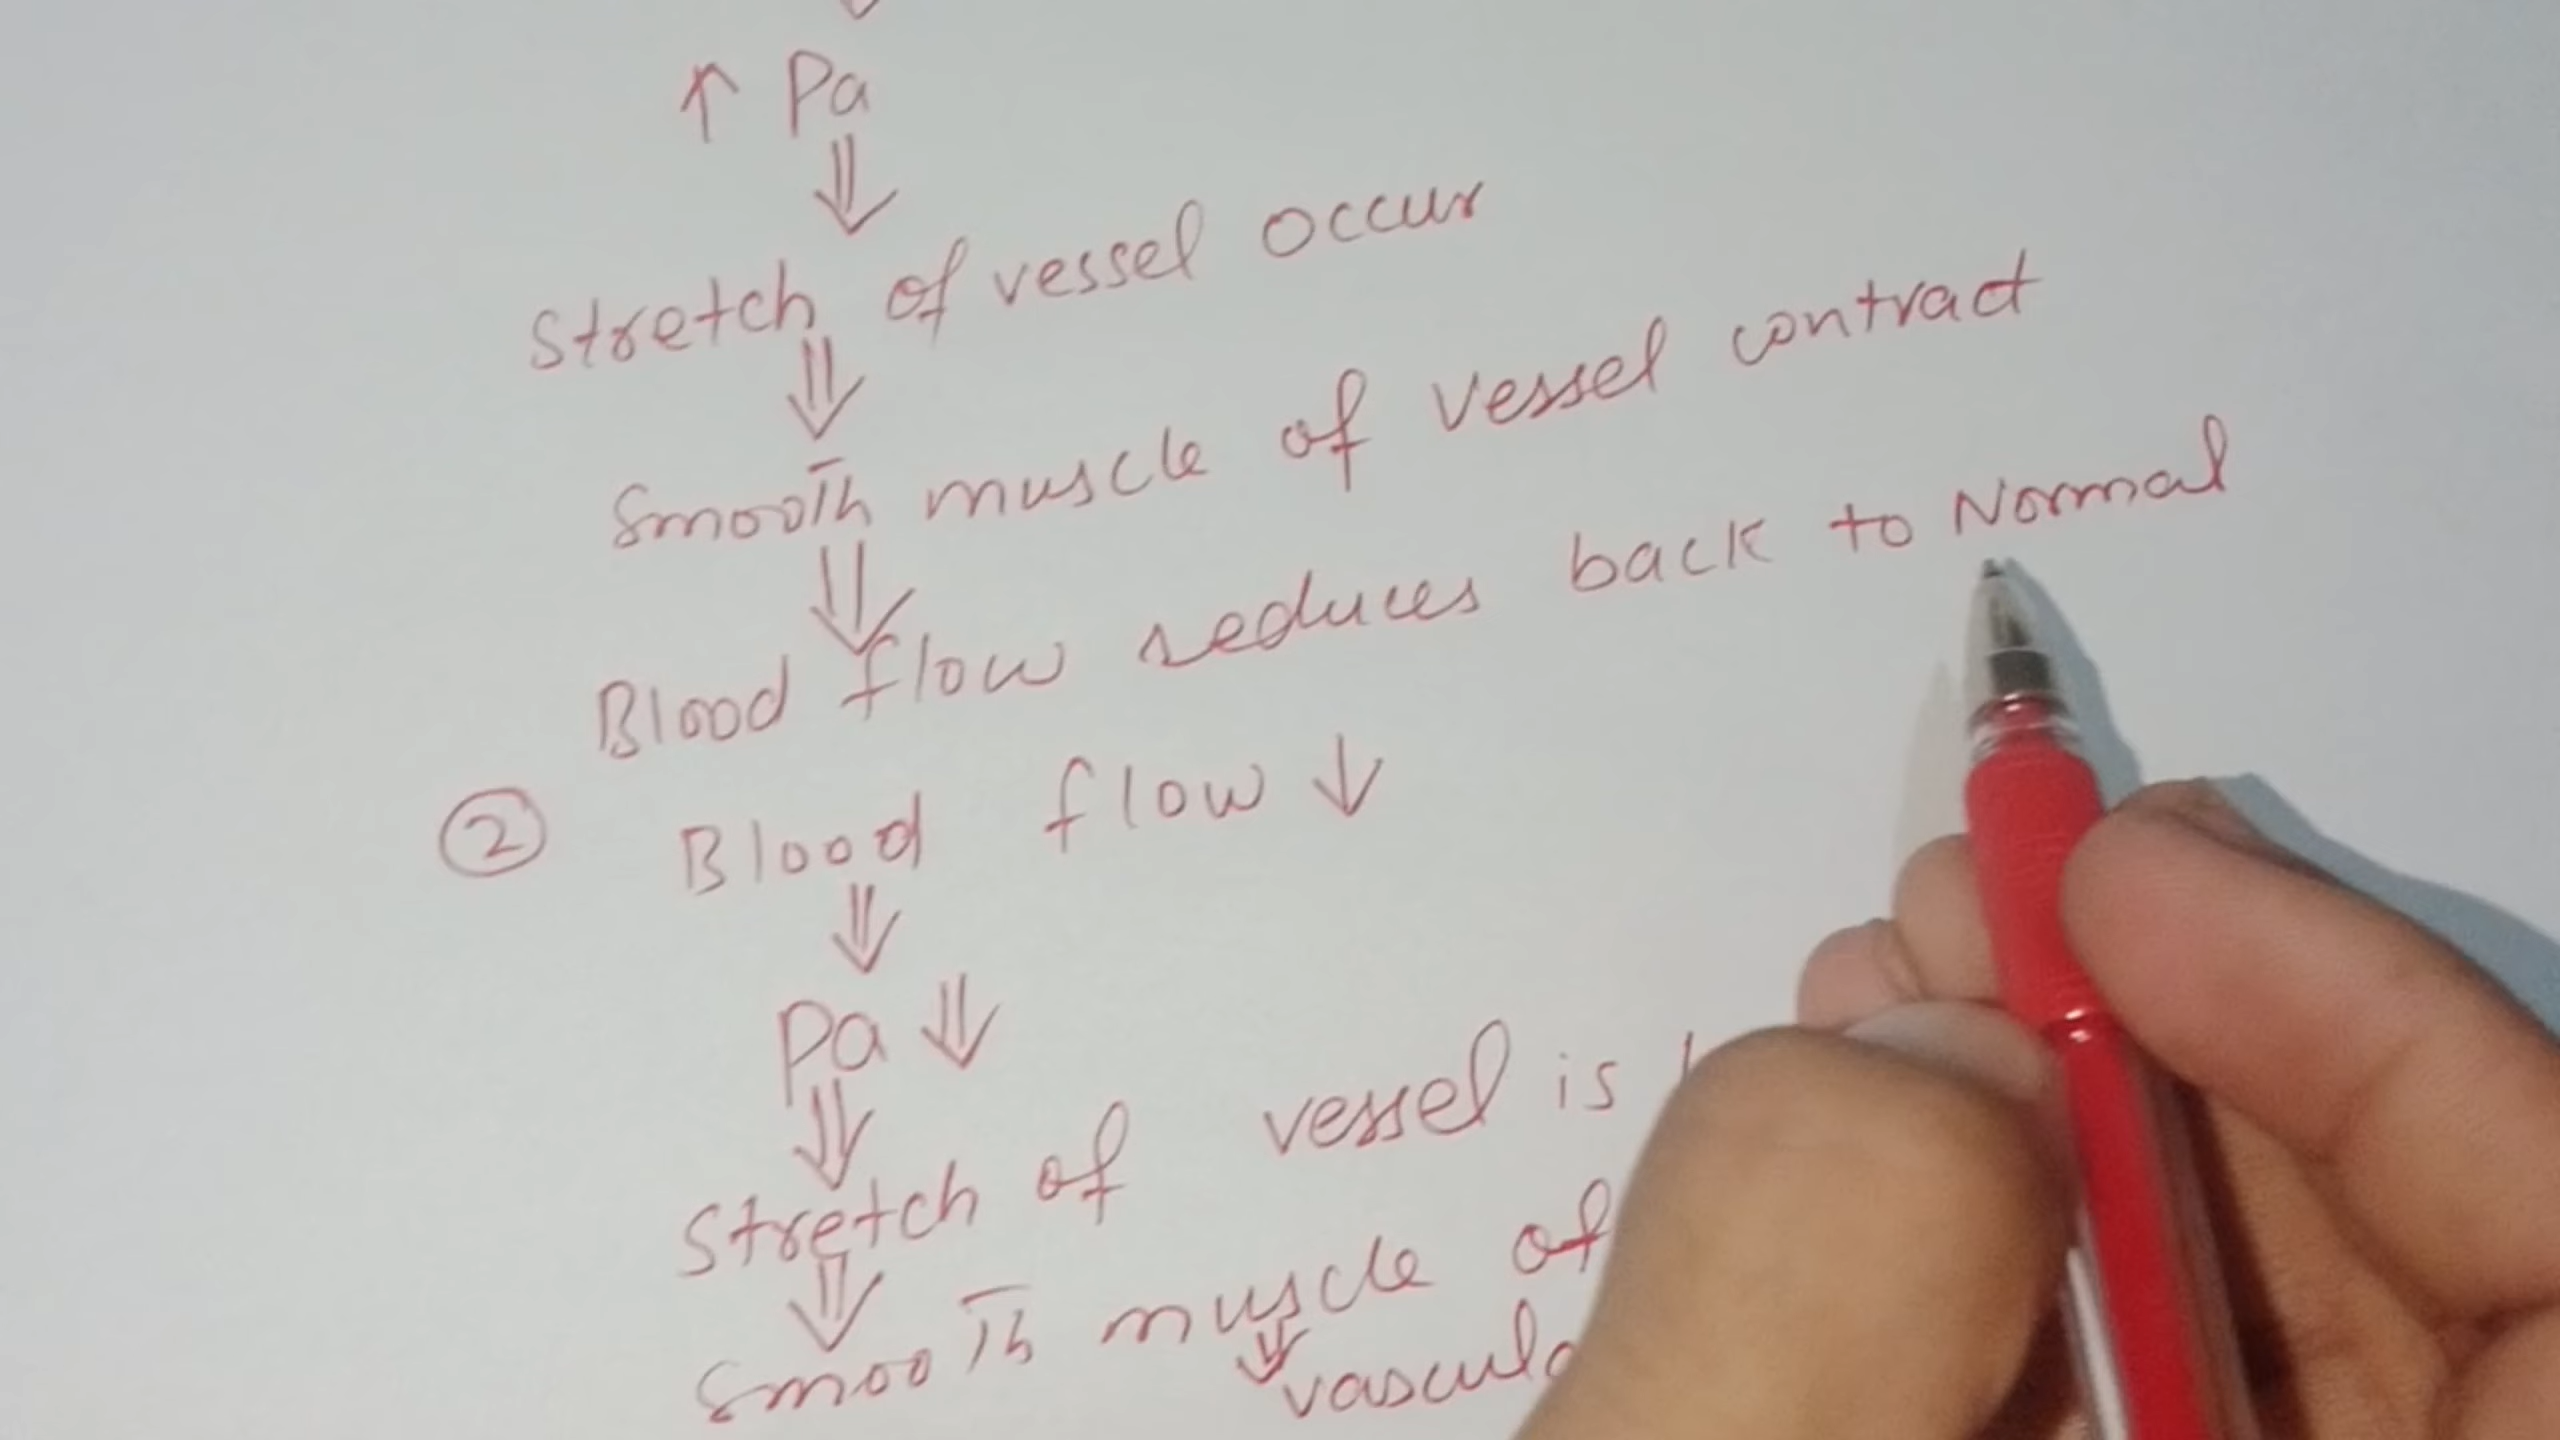 ↑ Pa
Stretch of vessel occur
Smooth muscle of vessel contract
Blood flow reduces back to Normal
② Blood flow ↓
Pa ⇓
Stretch of vessel is
Smooth muscle of